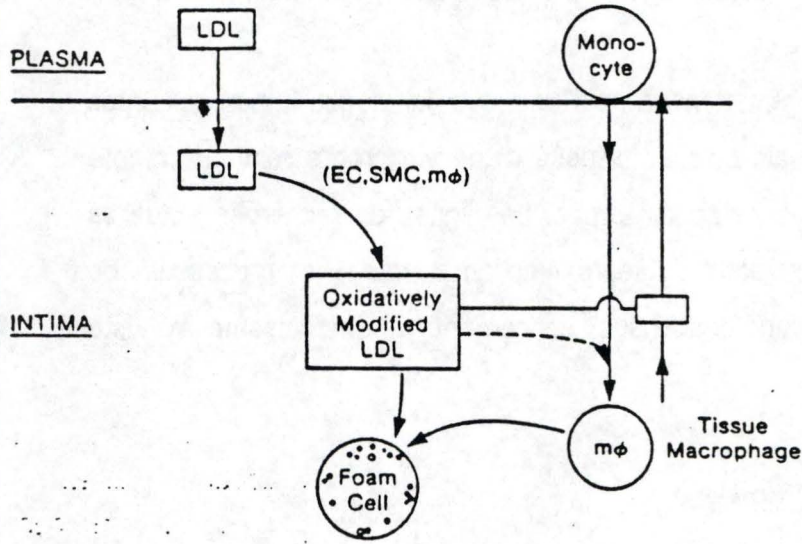 LDL
Mono-
cyte
PLASMA
LDL
(EC,SMC,mϕ)
Oxidatively
Modified
LDL
INTIMA
mϕ
Tissue
Macrophage
Foam
Cell